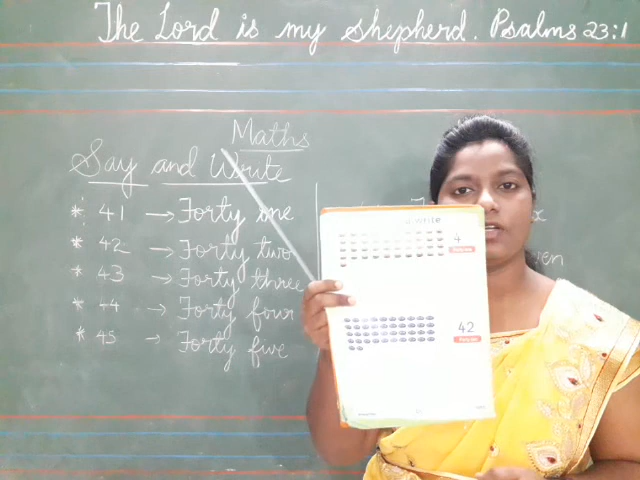 The Lord is my shepherd. Psalms 23:1
Maths
Say and Write
* 41 → Forty one
* 42 → Forty two
* 43 → Forty three
* 44 → Forty four
* 45 → Forty five
write
4
42